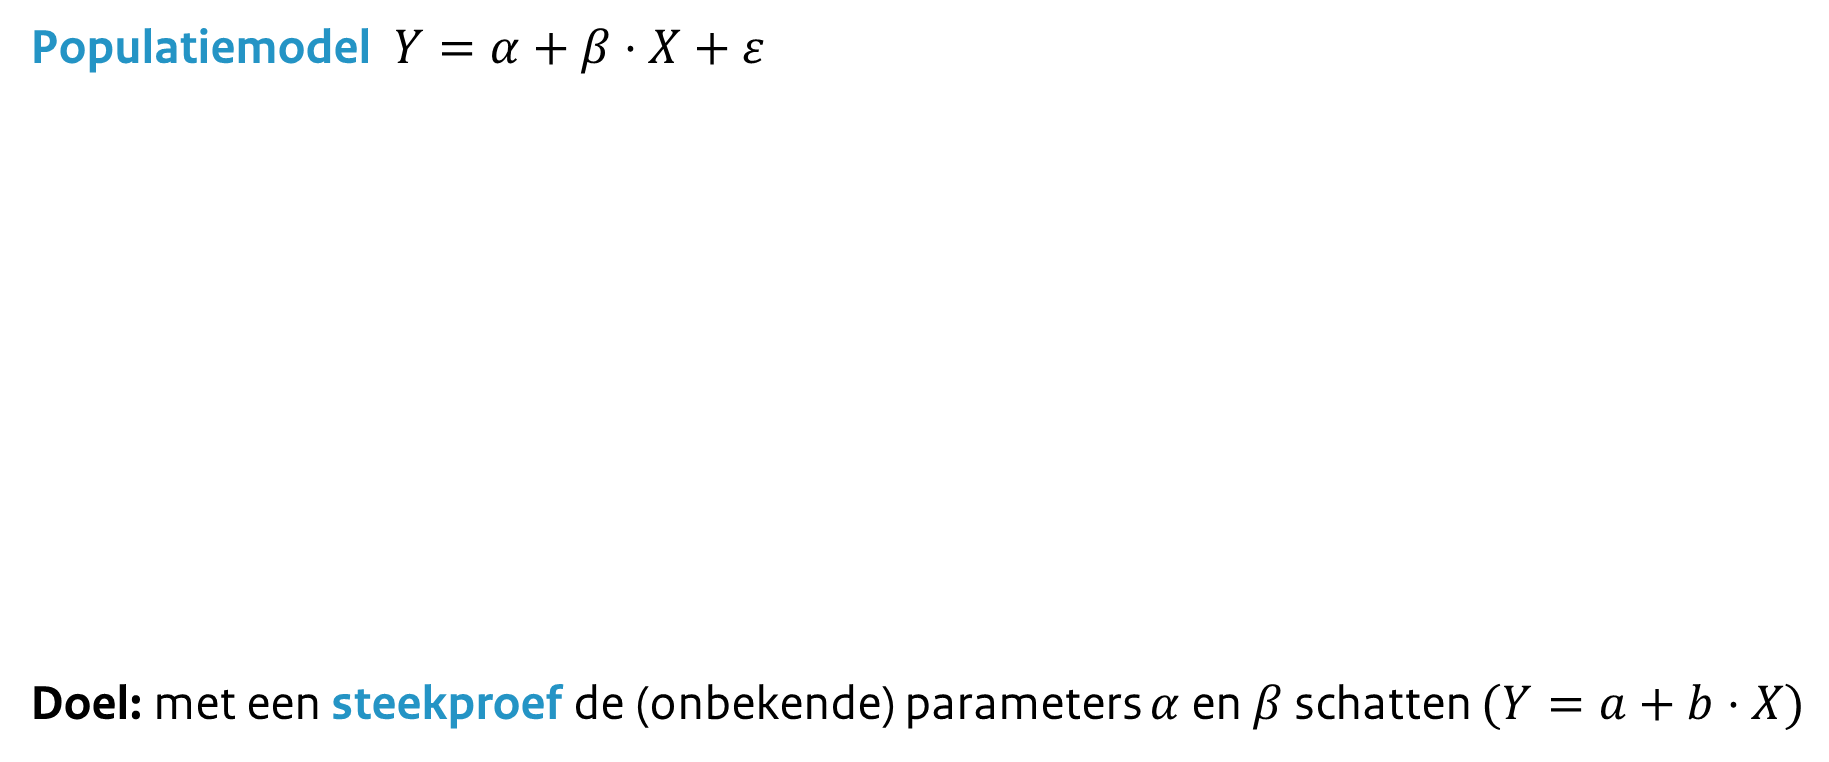 Populatiemodel Y = α + β · X + ε
Doel: met een steekproef de (onbekende) parameters α en β schatten (Y = a + b · X)